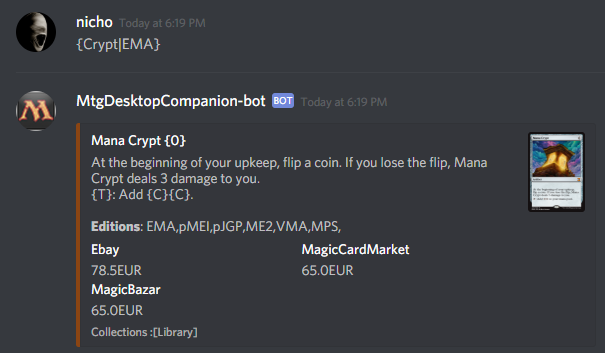 nicho Today at 6:19 PM
{Crypt|EMA}
MtgDesktopCompanion-bot BOT Today at 6:19 PM
Mana Crypt {0}
At the beginning of your upkeep, flip a coin. If you lose the flip, Mana
Crypt deals 3 damage to you.
{T}: Add {C}{C}.
Editions: EMA,pMEI,pJGP,ME2,VMA,MPS,
Ebay MagicCardMarket
78.5EUR 65.0EUR
MagicBazar
65.0EUR
Collections :[Library]
Mana Crypt